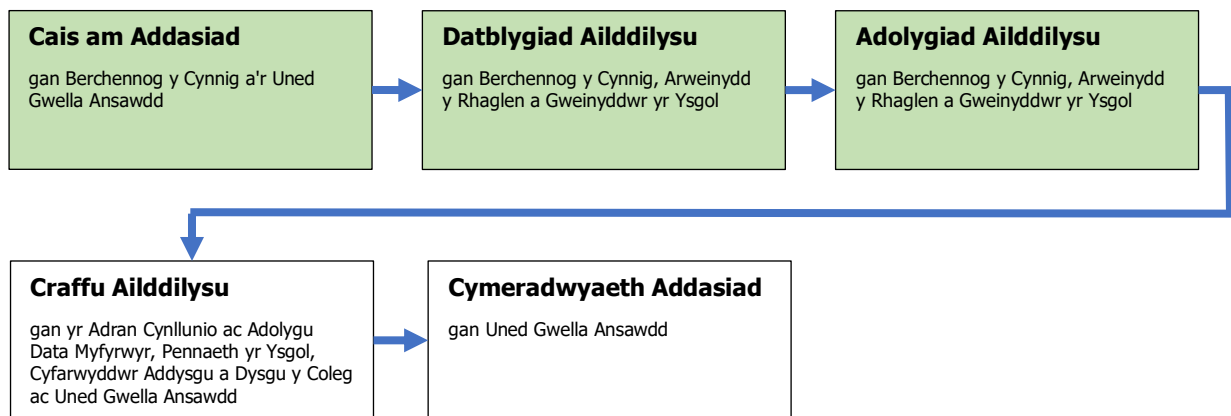 Cais am Addasiad
gan Berchennog y Cynnig a'r Uned
Gwella Ansawdd
Datblygiad Ailddilysu
gan Berchennog y Cynnig, Arweinydd
y Rhaglen a Gweinyddwr yr Ysgol
Adolygiad Ailddilysu
gan Berchennog y Cynnig, Arweinydd
y Rhaglen a Gweinyddwr yr Ysgol
Craffu Ailddilysu
gan yr Adran Cynllunio ac Adolygu
Data Myfyrwyr, Pennaeth yr Ysgol,
Cyfarwyddwr Addysgu a Dysgu y Coleg
ac Uned Gwella Ansawdd
Cymeradwyaeth Addasiad
gan Uned Gwella Ansawdd